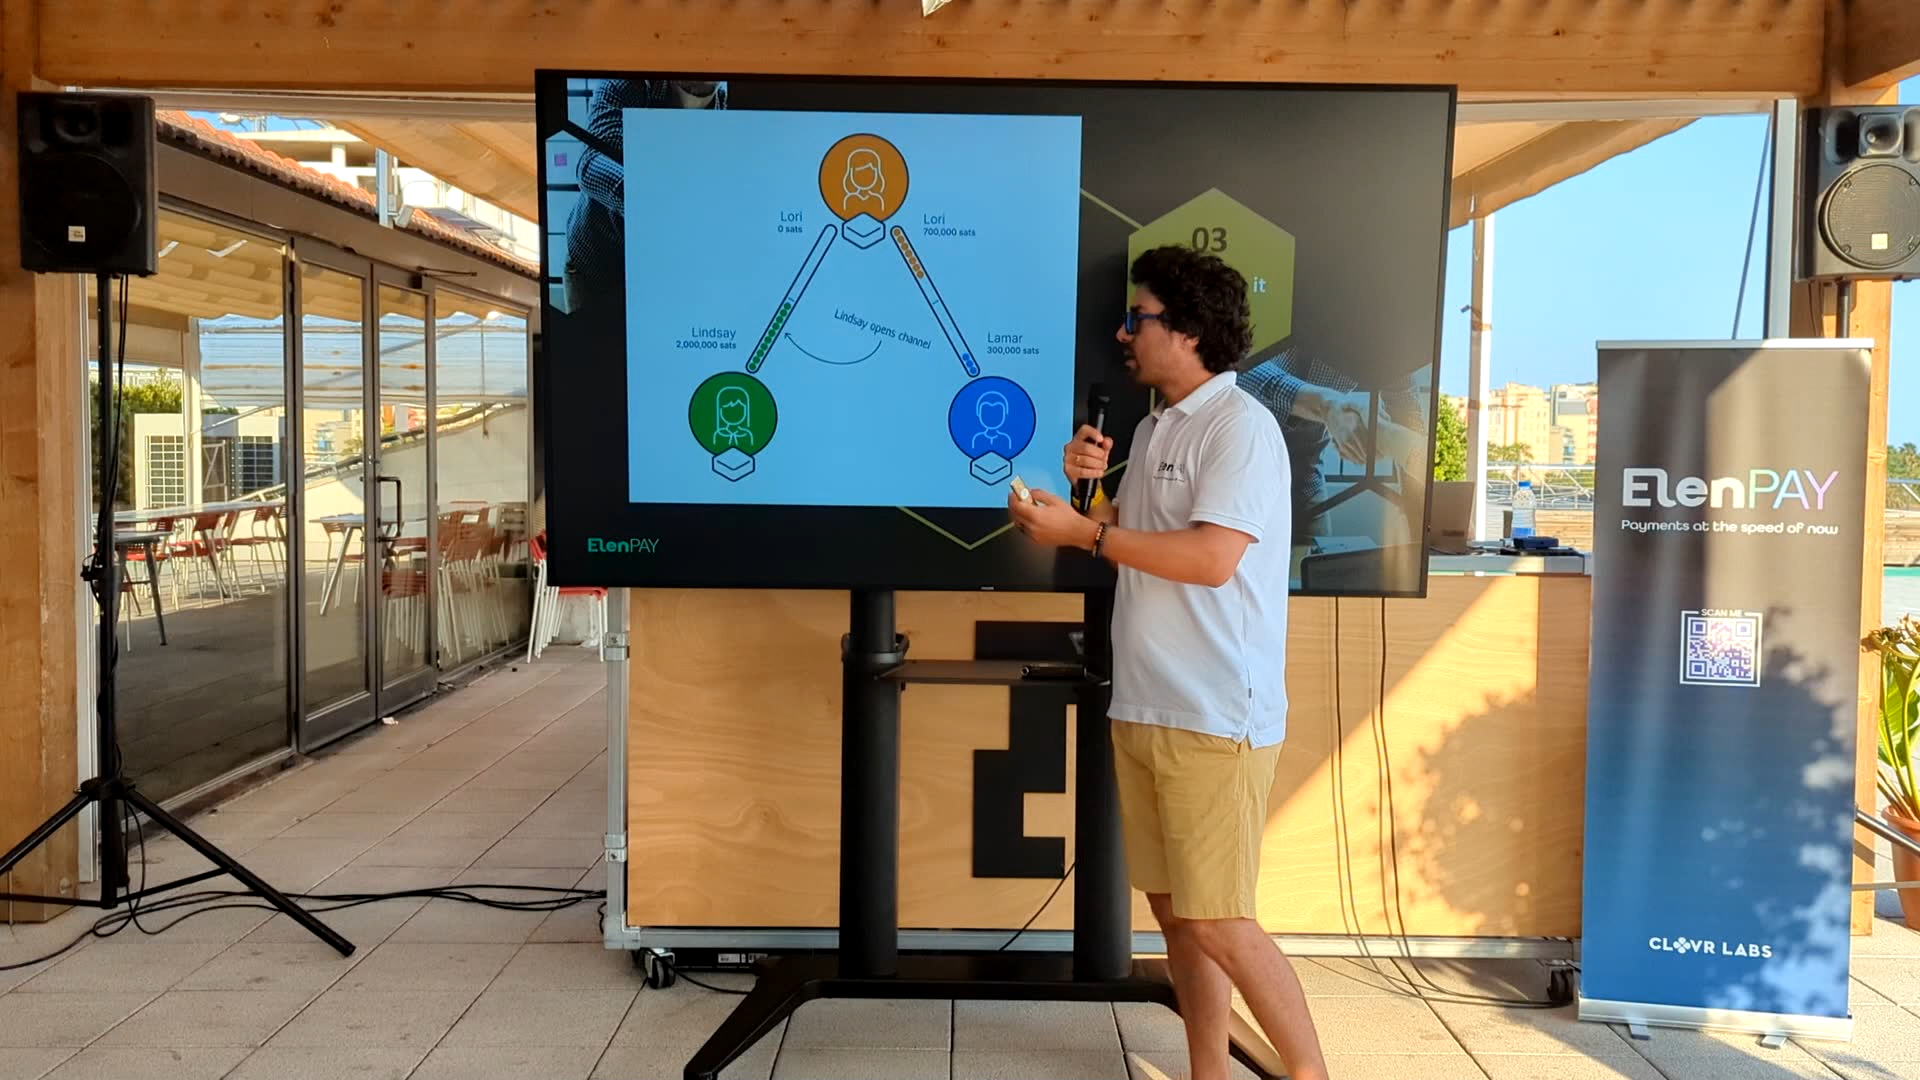 03
it
Lori
0 sats
Lori
700,000 sats
Lindsay opens channel
Lindsay
2,000,000 sats
Lamar
300,000 sats
ElenPAY
ElenPAY
Payments at the speed of now
SCAN ME
CLOVR LABS